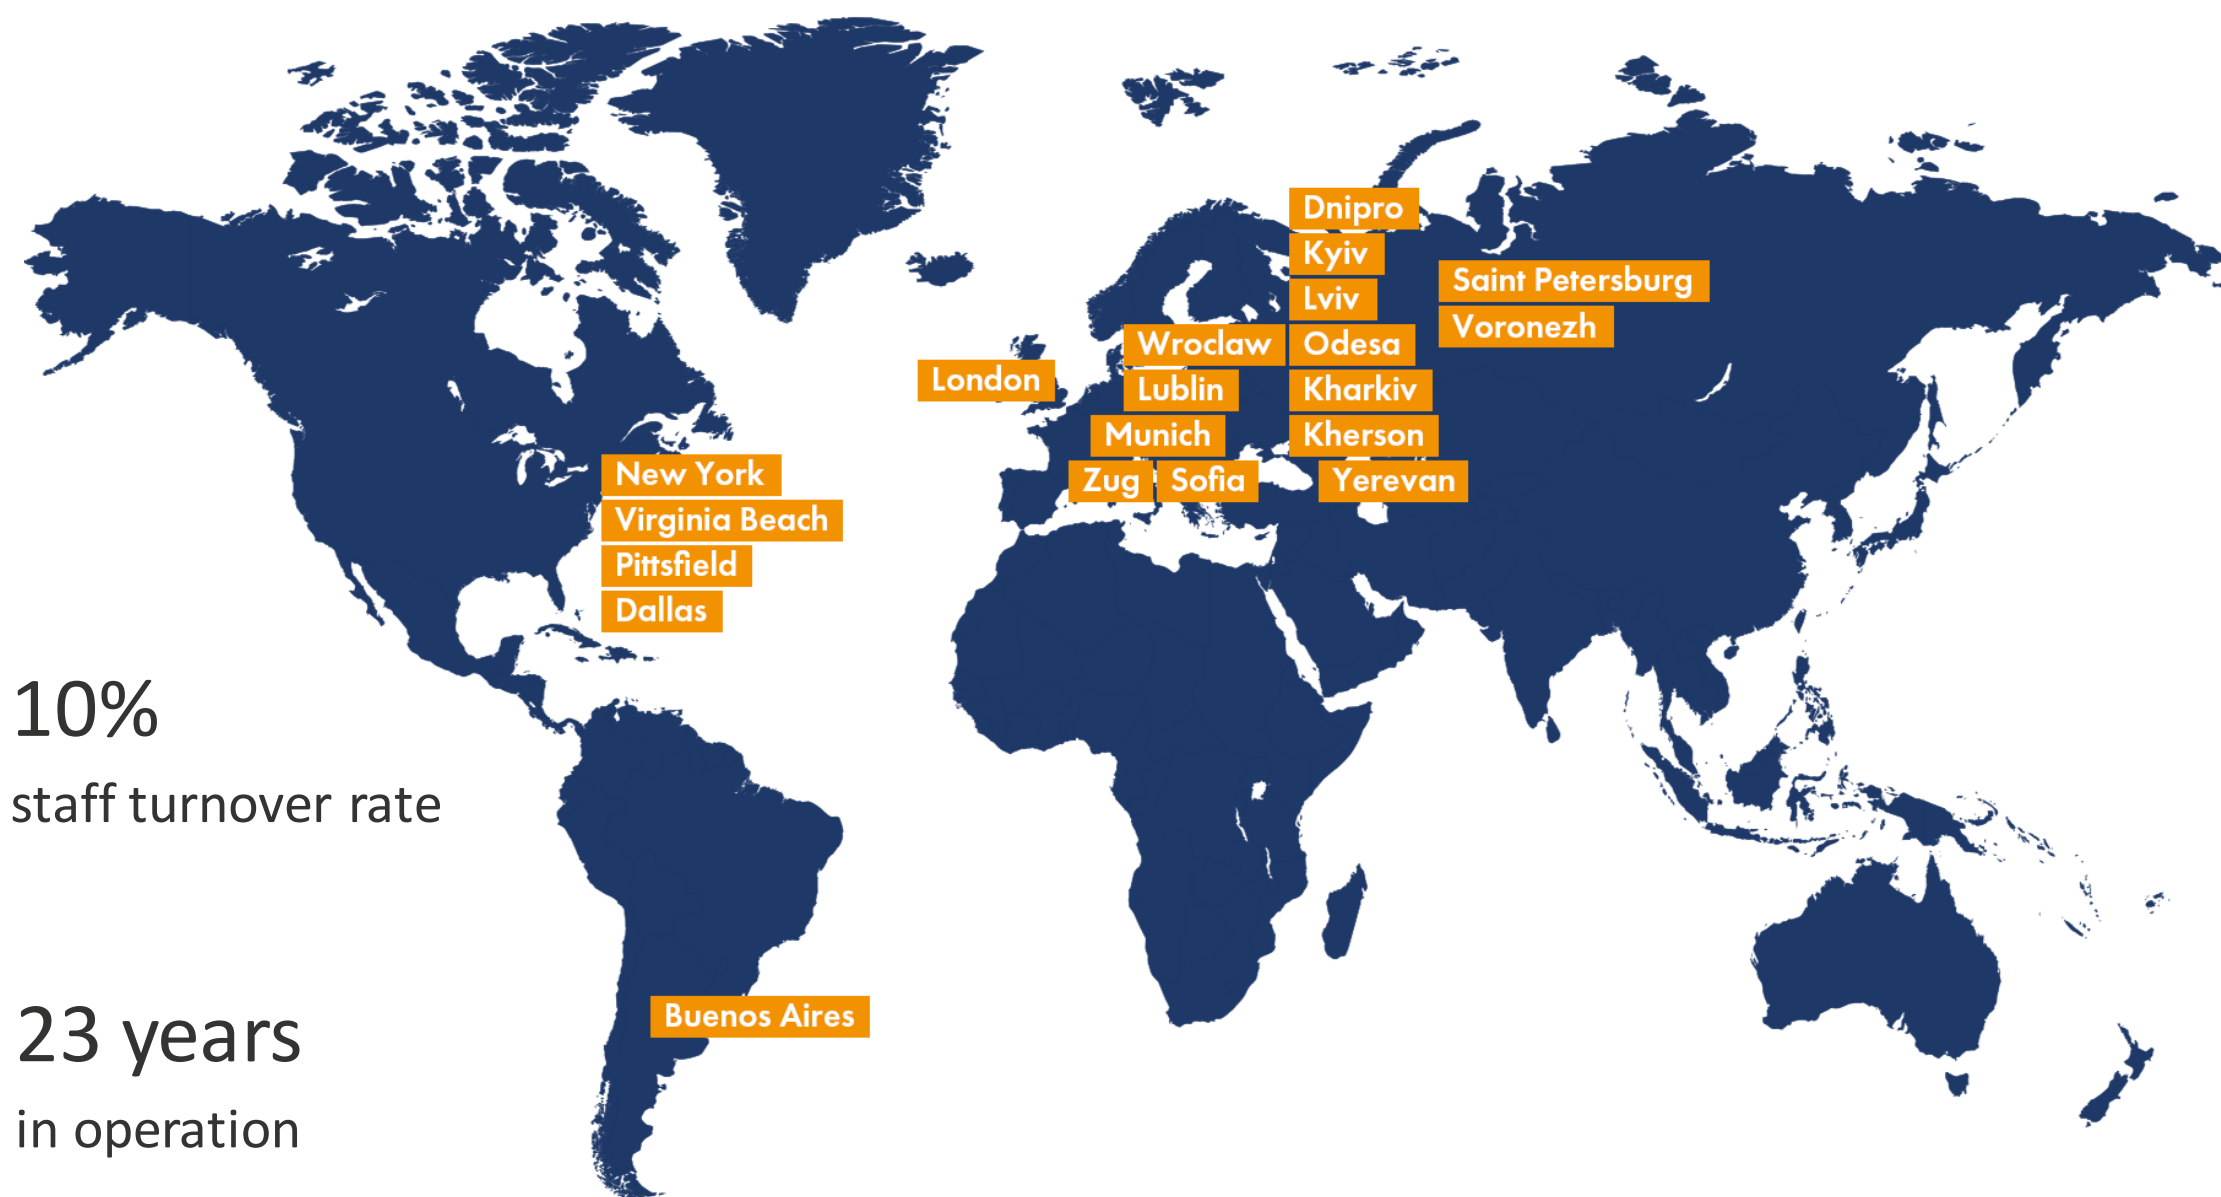 Dnipro
Kyiv
Saint Petersburg
Lviv
Voronezh
Wroclaw
Odesa
London
Lublin
Kharkiv
Munich
Kherson
New York
Zug
Sofia
Yerevan
Virginia Beach
Pittsfield
Dallas
10%
staff turnover rate
Buenos Aires
23 years
in operation